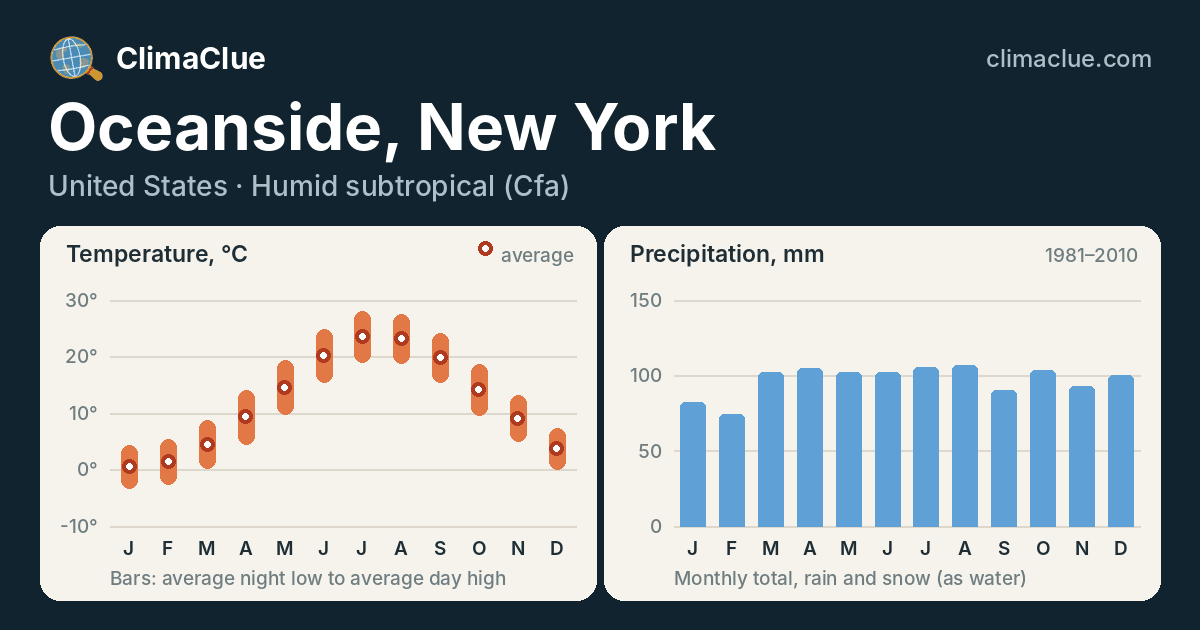 ClimaClue
climaclue.com
Oceanside, New York
United States · Humid subtropical (Cfa)
Temperature, °C
average
30°
20°
10°
0°
-10°
J F M A M J J A S O N D
Bars: average night low to average day high
Precipitation, mm
1981–2010
150
100
50
0
J F M A M J J A S O N D
Monthly total, rain and snow (as water)